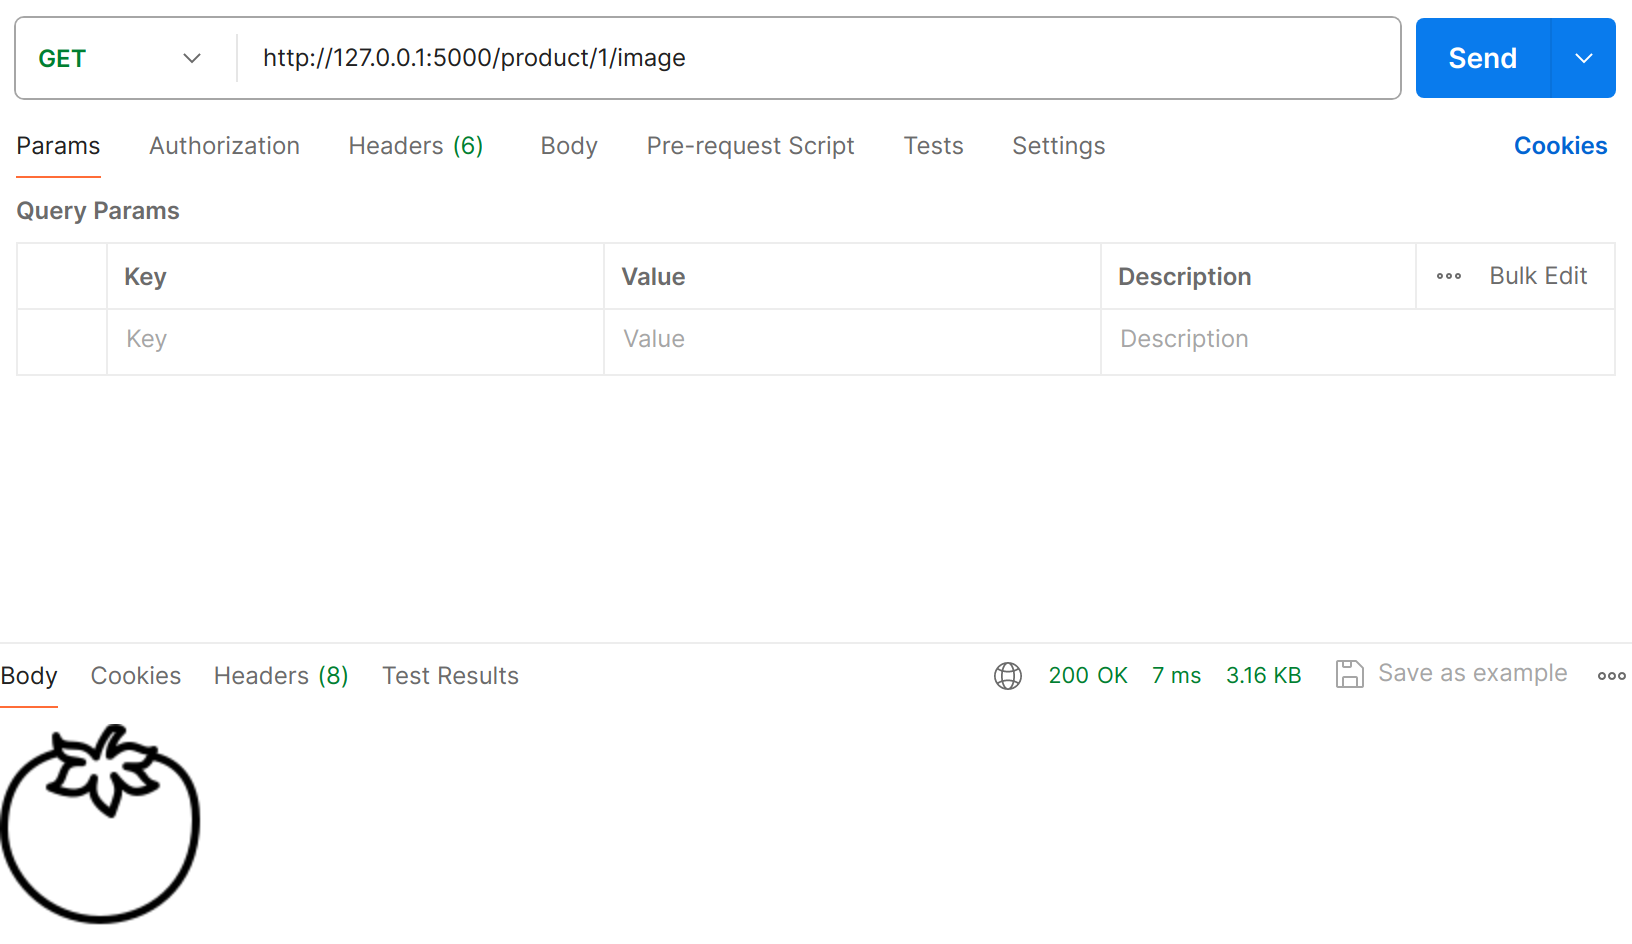 GET http://127.0.0.1:5000/product/1/image Send
Params Authorization Headers (6) Body Pre-request Script Tests Settings Cookies
Query Params
Key Value Description Bulk Edit
Key Value Description
Body Cookies Headers (8) Test Results 200 OK 7 ms 3.16 KB Save as example